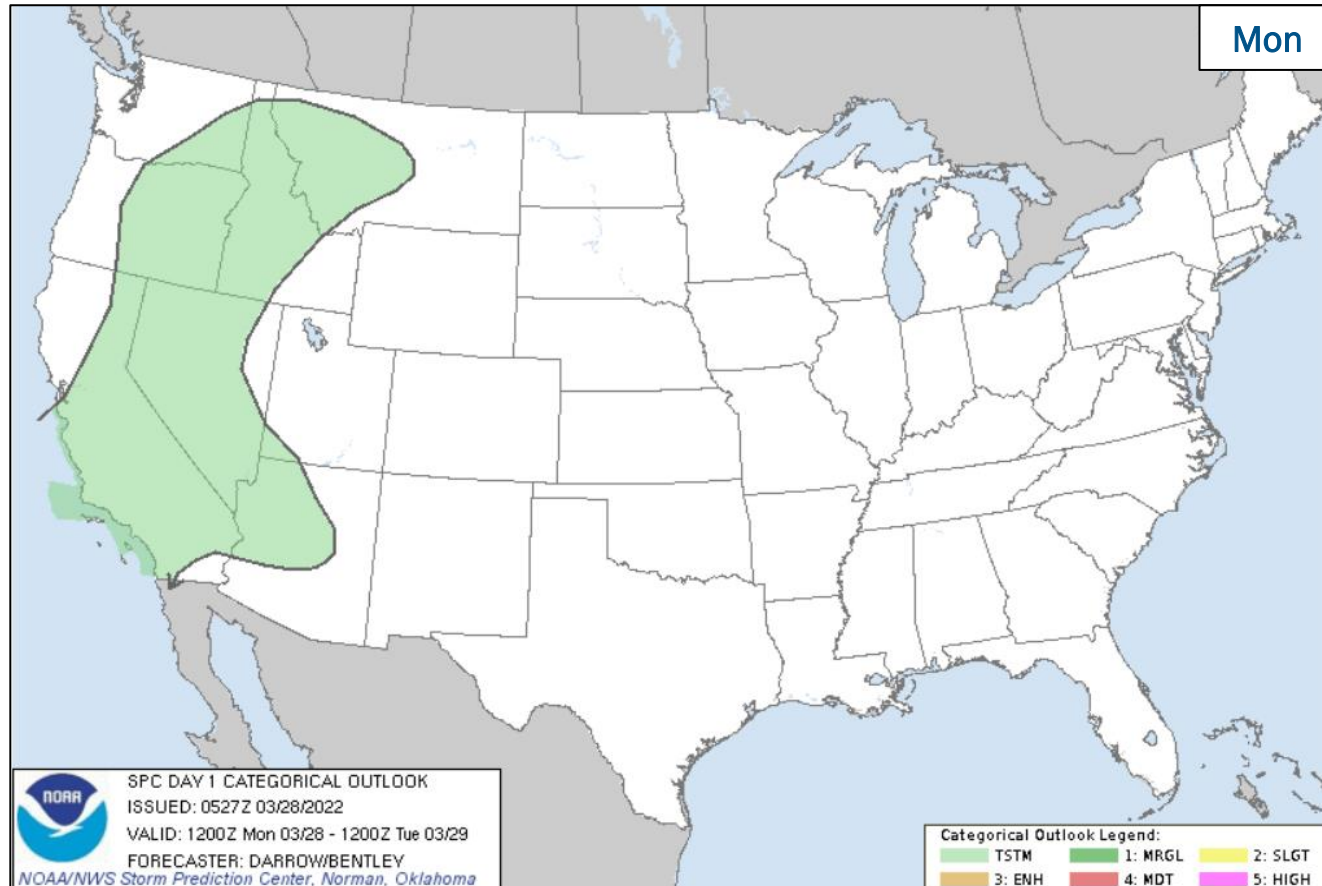 Mon
NOAA
SPC DAY 1 CATEGORICAL OUTLOOK
ISSUED: 0527Z 03/28/2022
VALID: 1200Z Mon 03/28 - 1200Z Tue 03/29
FORECASTER: DARROW/BENTLEY
NOAA/NWS Storm Prediction Center, Norman, Oklahoma
Categorical Outlook Legend:
TSTM 1: MRGL 2: SLGT
3: ENH 4: MDT 5: HIGH